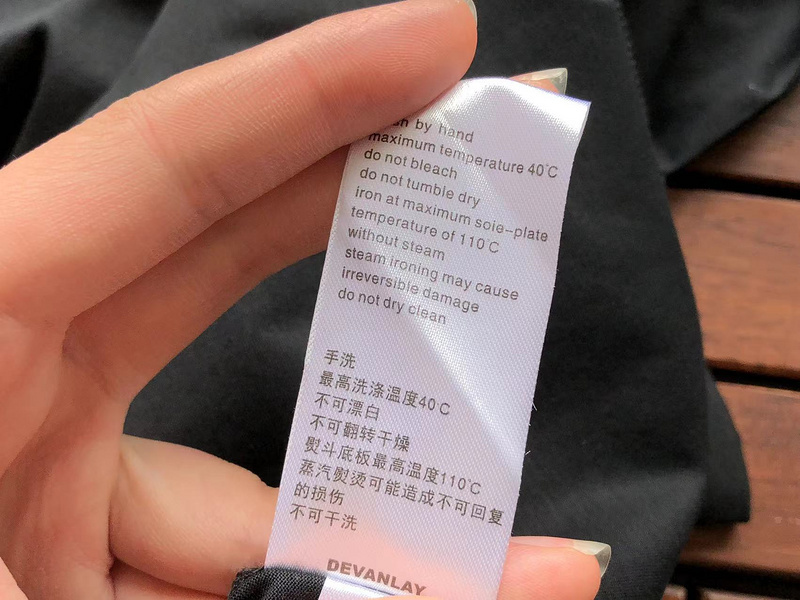 by hand
maximum temperature 40℃
do not bleach
do not tumble dry
iron at maximum soie-plate
temperature of 110℃
without steam
steam ironing may cause
irreversible damage
do not dry clean
手洗
最高洗涤温度40℃
不可漂白
不可翻转干燥
熨斗底板最高温度110℃
蒸汽熨烫可能造成不可回复
的损伤
不可干洗
DEVANLAY